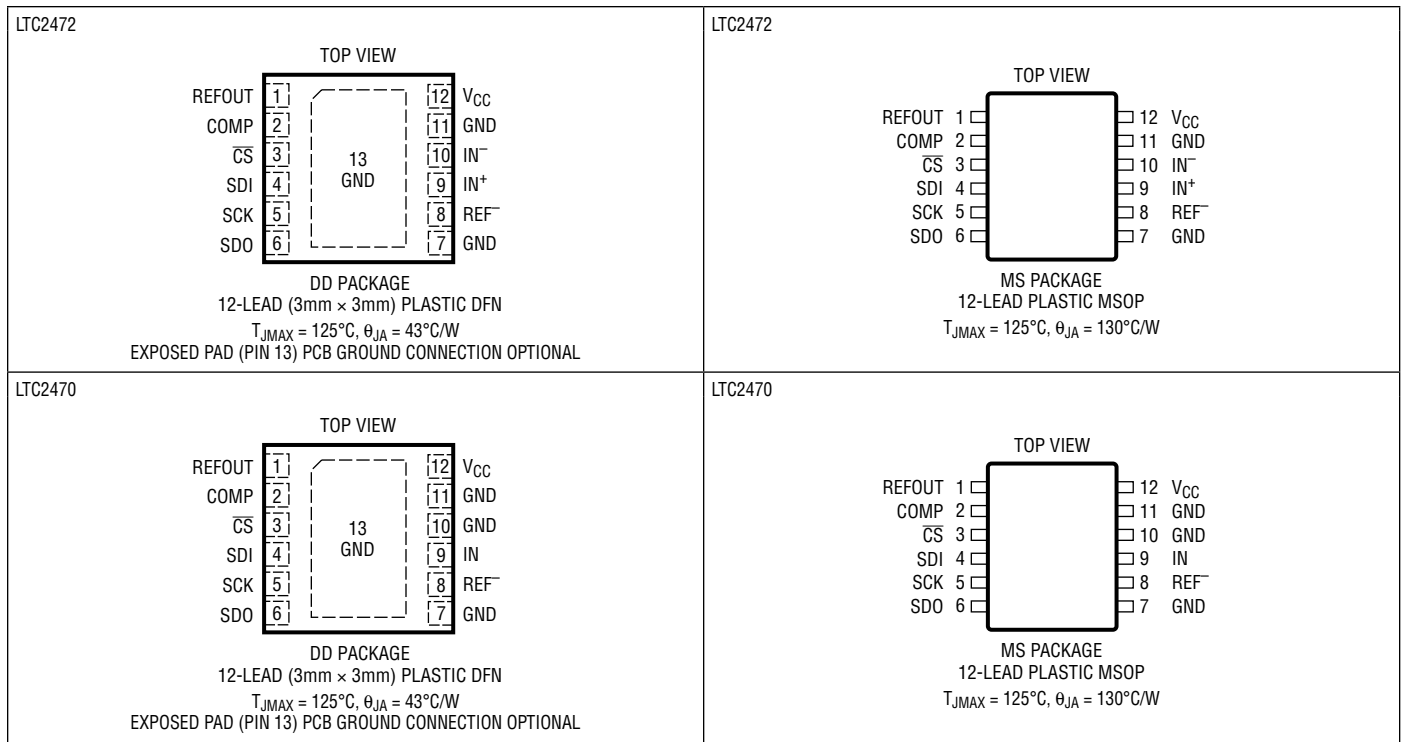 LTC2472
TOP VIEW
REFOUT 1
COMP 2
C̅S̅ 3
SDI 4
SCK 5
SDO 6
13
GND
12 VCC
11 GND
10 IN–
9 IN+
8 REF–
7 GND
DD PACKAGE
12-LEAD (3mm × 3mm) PLASTIC DFN
TJMAX = 125°C, θJA = 43°C/W
EXPOSED PAD (PIN 13) PCB GROUND CONNECTION OPTIONAL
LTC2472
TOP VIEW
REFOUT 1
COMP 2
C̅S̅ 3
SDI 4
SCK 5
SDO 6
12 VCC
11 GND
10 IN–
9 IN+
8 REF–
7 GND
MS PACKAGE
12-LEAD PLASTIC MSOP
TJMAX = 125°C, θJA = 130°C/W
LTC2470
TOP VIEW
REFOUT 1
COMP 2
C̅S̅ 3
SDI 4
SCK 5
SDO 6
13
GND
12 VCC
11 GND
10 GND
9 IN
8 REF–
7 GND
DD PACKAGE
12-LEAD (3mm × 3mm) PLASTIC DFN
TJMAX = 125°C, θJA = 43°C/W
EXPOSED PAD (PIN 13) PCB GROUND CONNECTION OPTIONAL
LTC2470
TOP VIEW
REFOUT 1
COMP 2
C̅S̅ 3
SDI 4
SCK 5
SDO 6
12 VCC
11 GND
10 GND
9 IN
8 REF–
7 GND
MS PACKAGE
12-LEAD PLASTIC MSOP
TJMAX = 125°C, θJA = 130°C/W